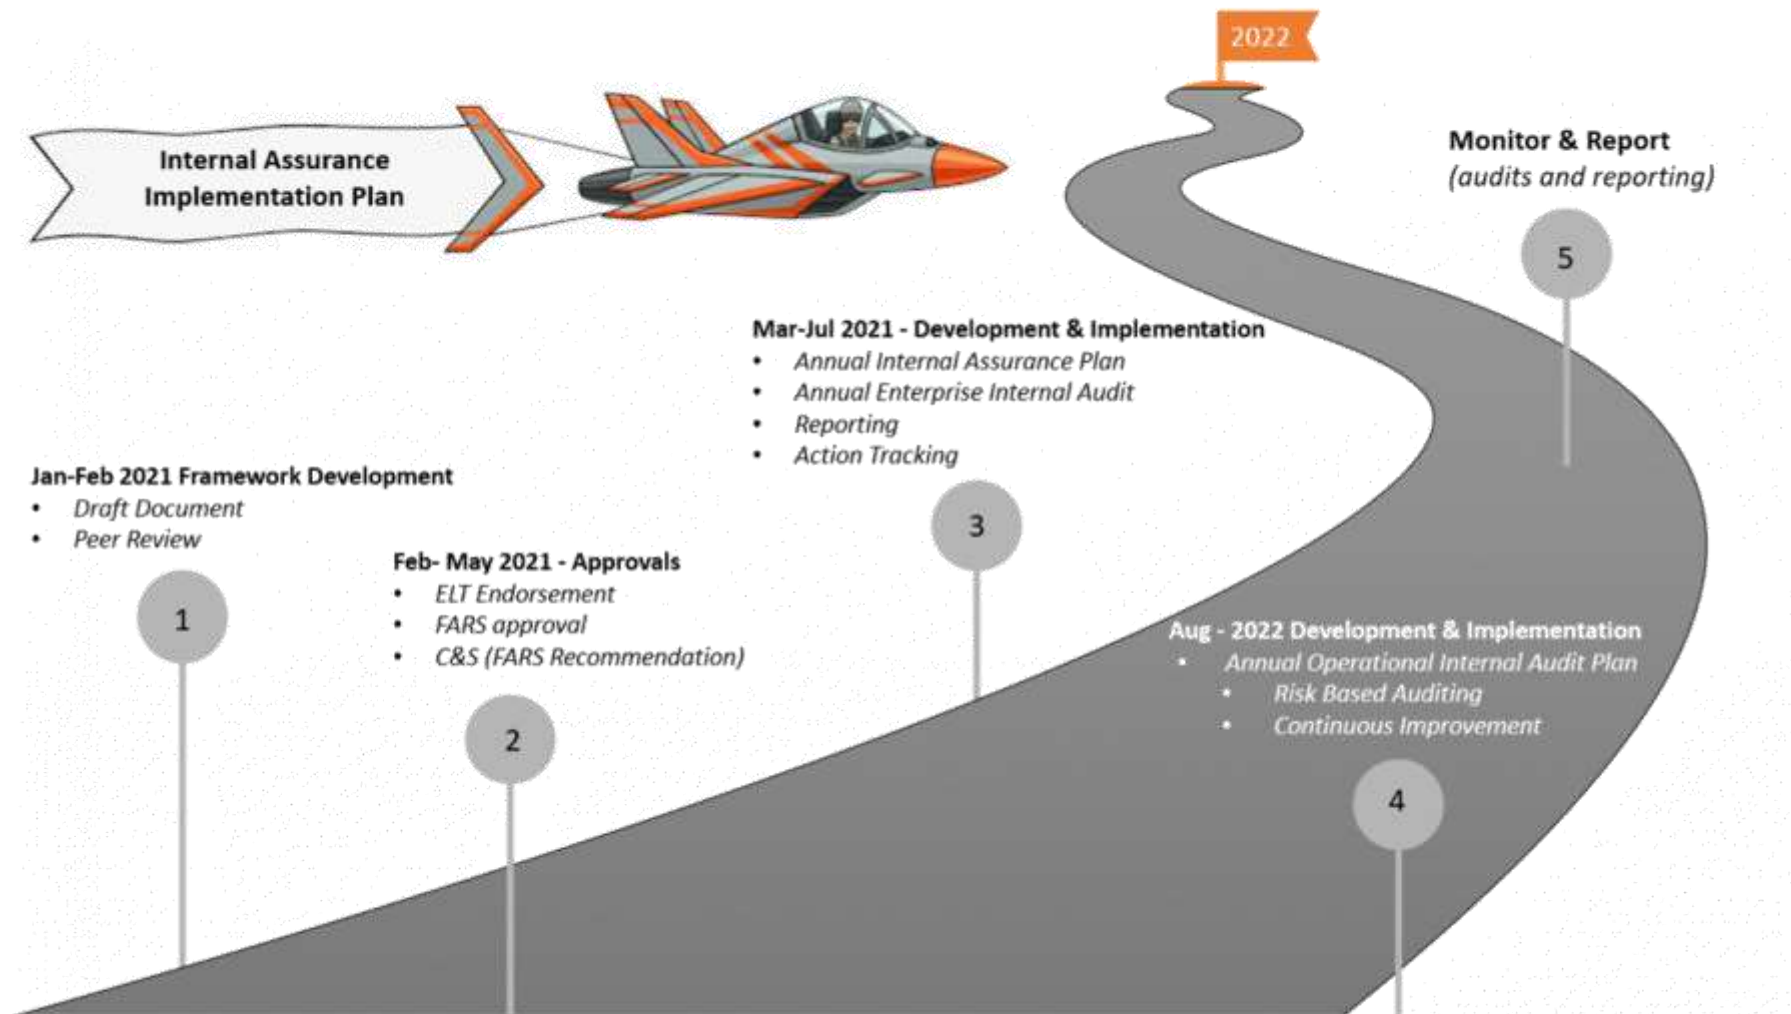 2022
Internal Assurance
Implementation Plan
Monitor & Report
(audits and reporting)
5
Mar-Jul 2021 - Development & Implementation
• Annual Internal Assurance Plan
• Annual Enterprise Internal Audit
• Reporting
• Action Tracking
3
Jan-Feb 2021 Framework Development
• Draft Document
• Peer Review
1
Feb- May 2021 - Approvals
• ELT Endorsement
• FARS approval
• C&S (FARS Recommendation)
2
Aug - 2022 Development & Implementation
• Annual Operational Internal Audit Plan
• Risk Based Auditing
• Continuous Improvement
4